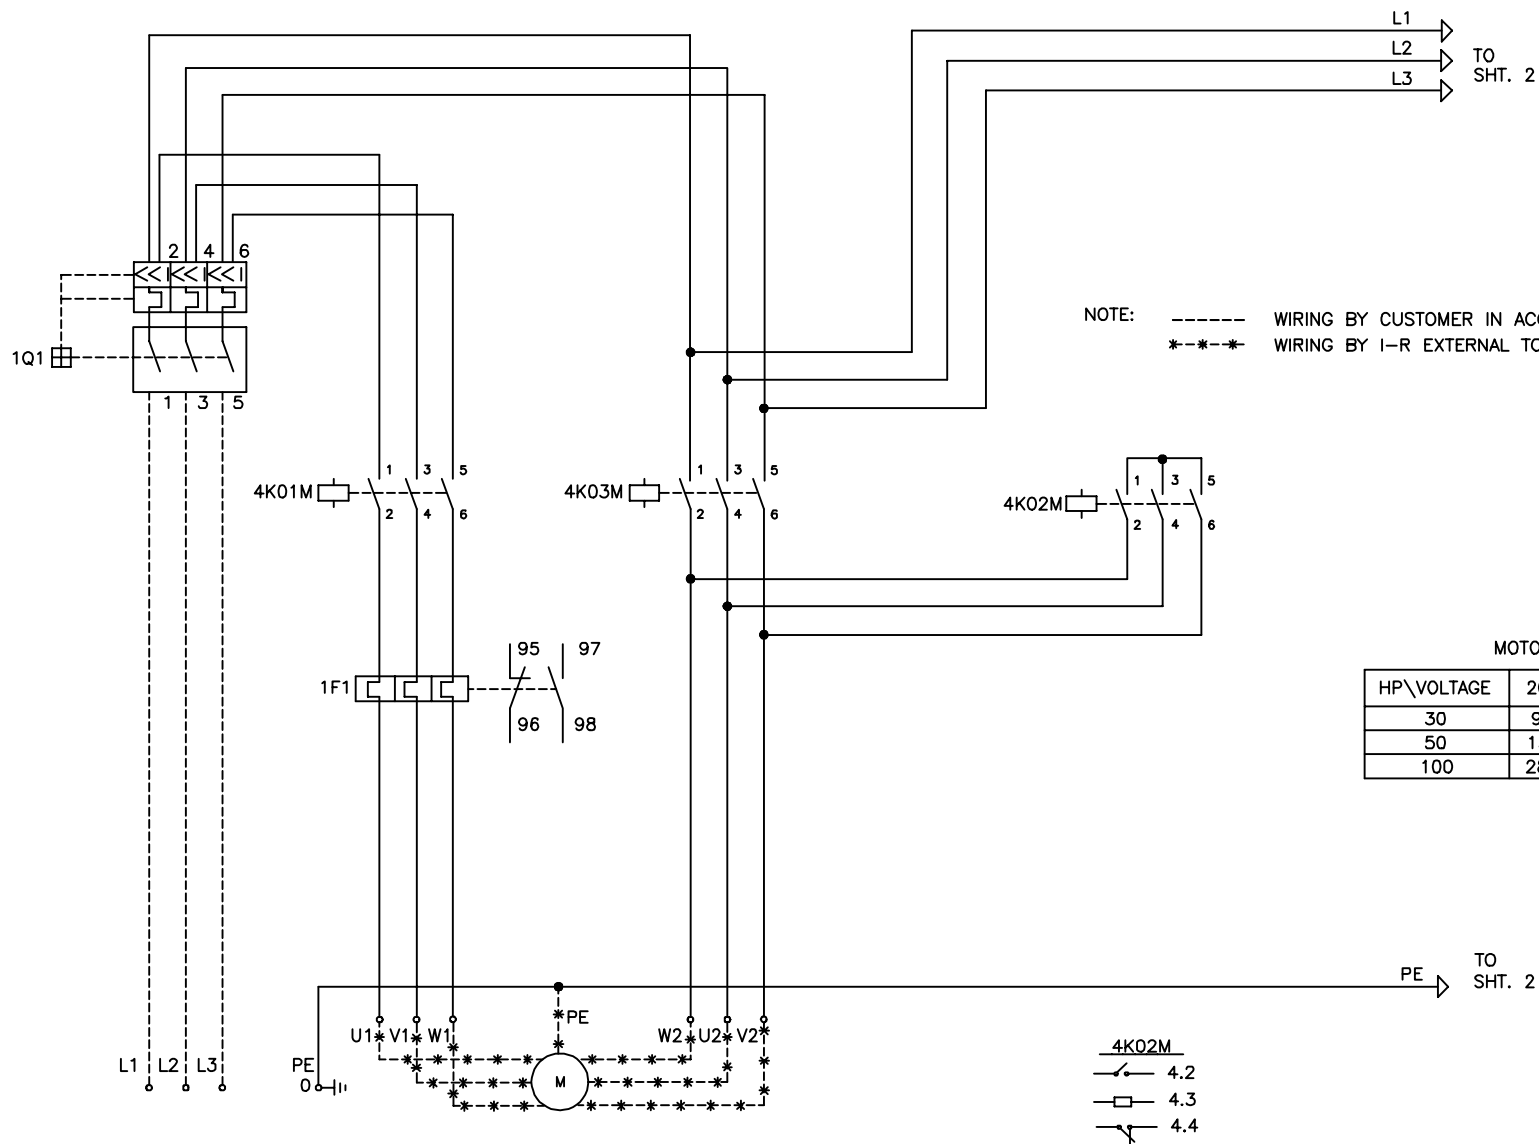 L1
L2
L3
TO
SHT. 2
2 4 6
NOTE:
WIRING BY CUSTOMER IN
WIRING BY I-R EXTERNAL
1Q1
1 3 5
4K01M
1 3 5
2 4 6
4K03M
1 3 5
2 4 6
4K02M
1 3 5
2 4 6
95 97
1F1
96 98
HP\VOLTAGE
30
50
100
PE
TO
SHT. 2
PE
U1 V1 W1
W2 U2 V2
L1 L2 L3
PE
0
M
4K02M
4.2
4.3
4.4